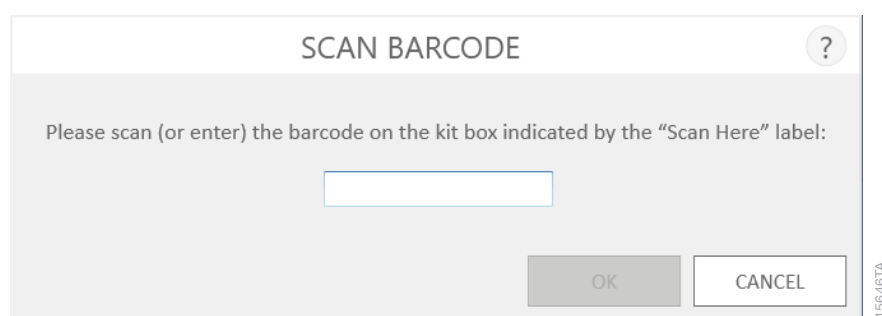 SCAN BARCODE
?
Please scan (or enter) the barcode on the kit box indicated by the “Scan Here” label:
OK
CANCEL
15646TA